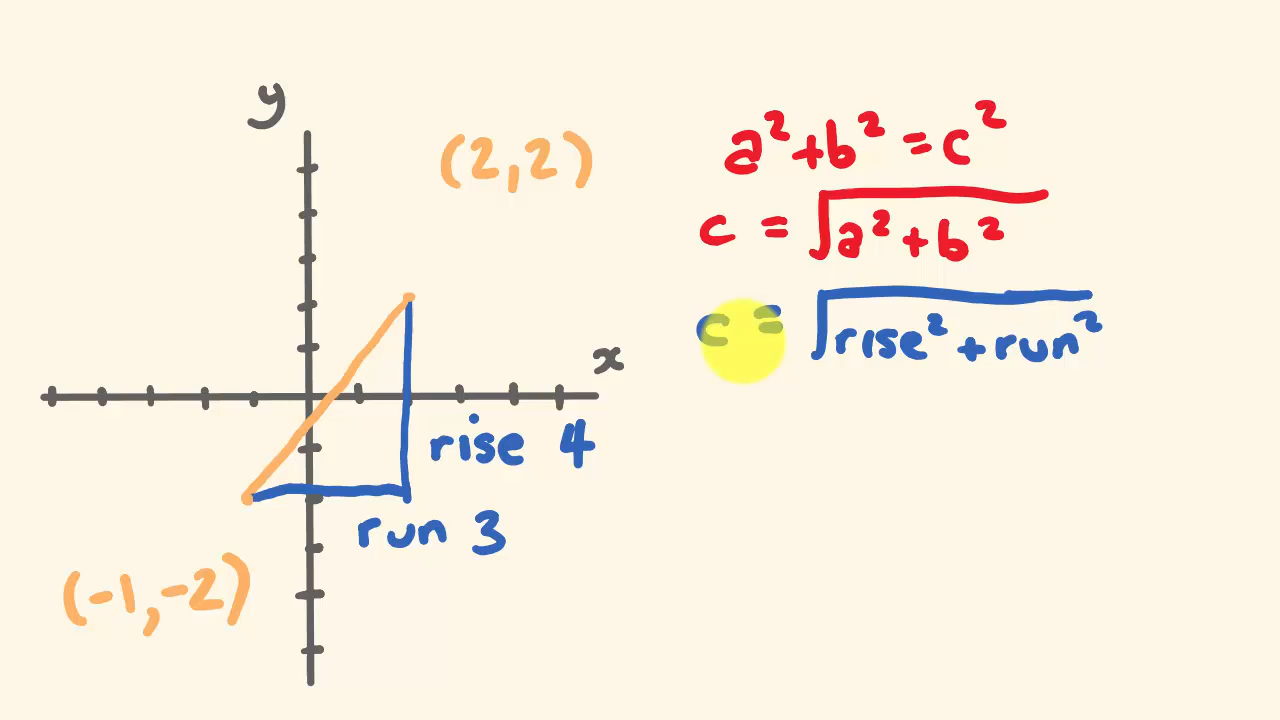 y
(2,2)
x
rise 4
run 3
(-1,-2)
a²+b²=c²
c = √a²+b²
c = √rise²+run²